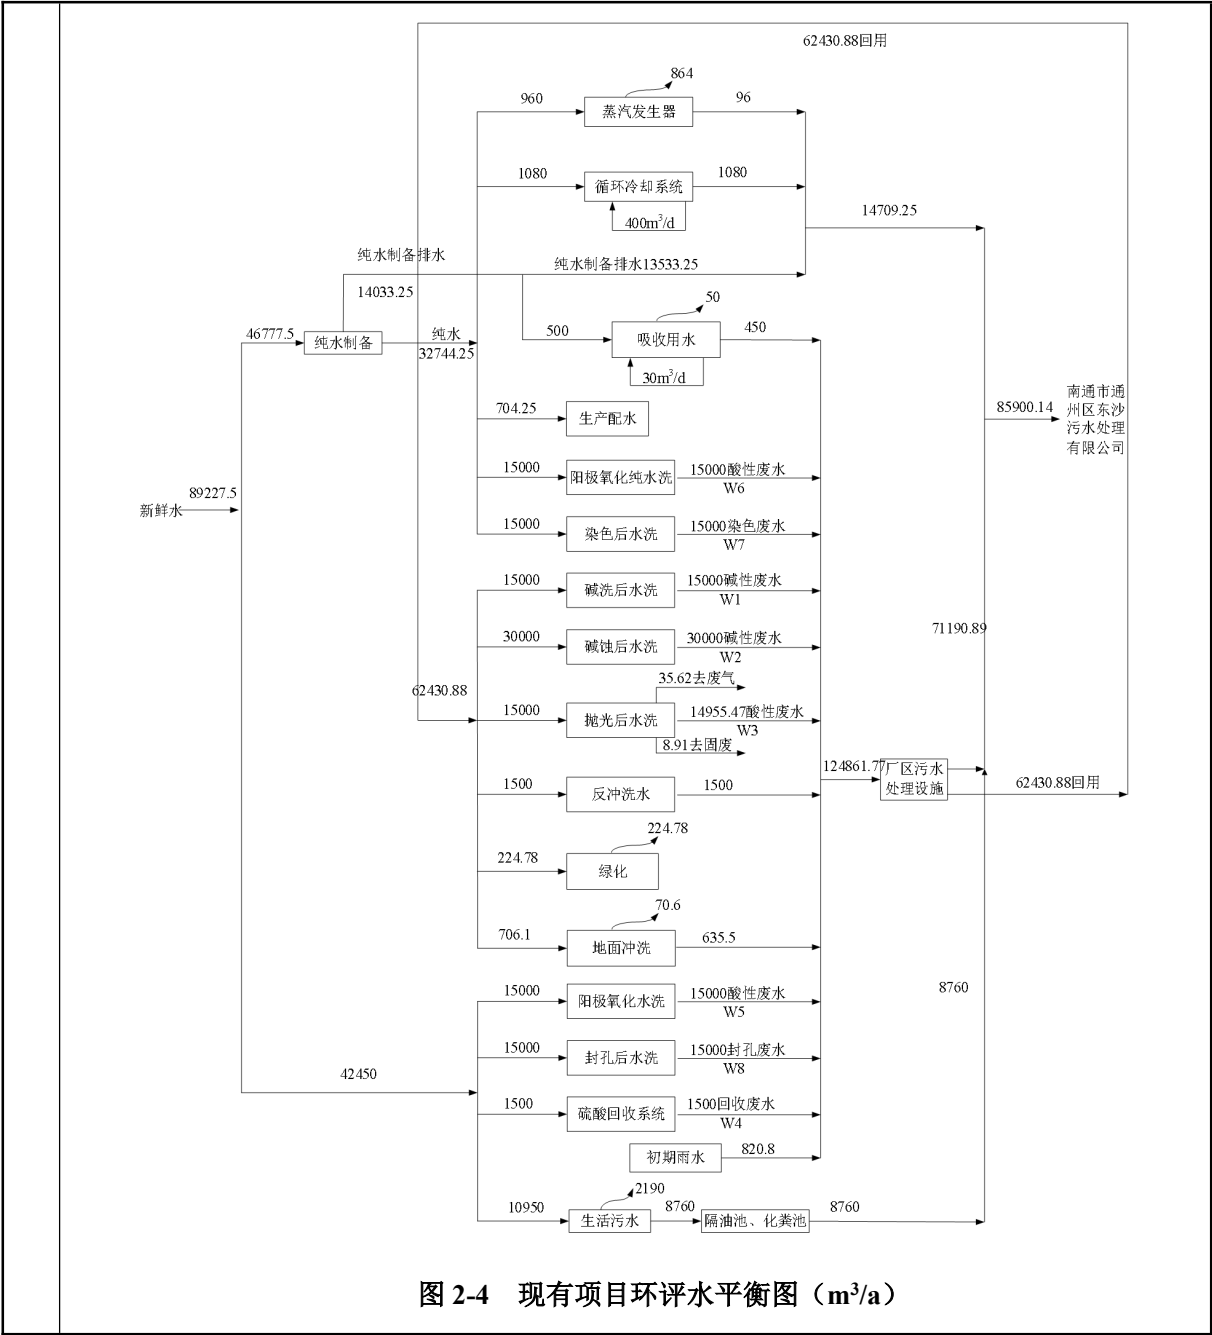 62430.88回用
864
960
蒸汽发生器
96
1080
循环冷却系统
1080
400m³/d
14709.25
纯水制备排水
纯水制备排水13533.25
14033.25
50
46777.5
纯水制备
纯水
32744.25
500
吸收用水
450
30m³/d
704.25
生产配水
85900.14
南通市通
州区东沙
污水处理
有限公司
15000
阳极氧化纯水洗
15000酸性废水
W6
新鲜水
89227.5
15000
染色后水洗
15000染色废水
W7
15000
碱洗后水洗
15000碱性废水
W1
71190.89
30000
碱蚀后水洗
30000碱性废水
W2
62430.88
35.62去废气
15000
抛光后水洗
14955.47酸性废水
W3
8.91去固废
124861.77
厂区污水
处理设施
62430.88回用
1500
反冲洗水
1500
224.78
224.78
绿化
70.6
706.1
地面冲洗
635.5
15000
阳极氧化水洗
15000酸性废水
W5
8760
15000
封孔后水洗
15000封孔废水
W8
42450
1500
硫酸回收系统
1500回收废水
W4
初期雨水
820.8
2190
10950
生活污水
8760
隔油池、化粪池
8760
图 2-4 现有项目环评水平衡图（m³/a）